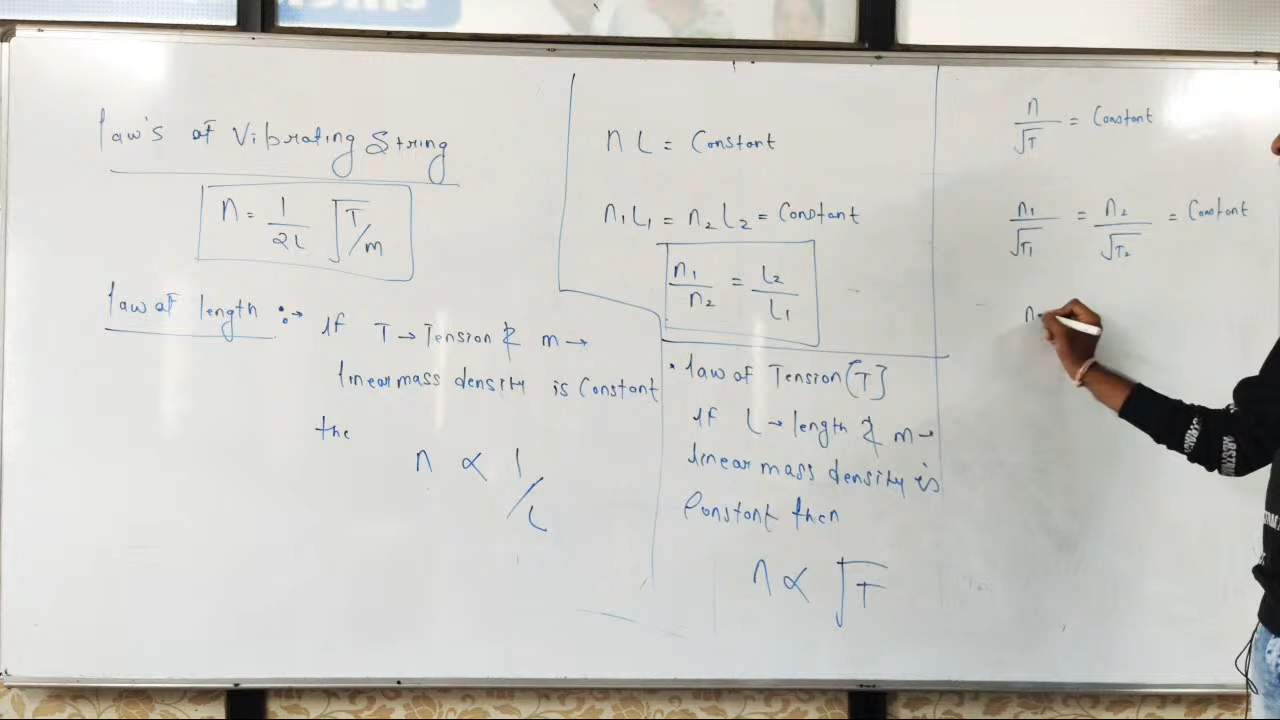 law's of Vibrating String
n = 1/2L √T/m
law of length :→ If T → Tension & m →
linear mass density is Constant
the
n ∝ 1/L
n L = Constant
n₁L₁ = n₂L₂ = Constant
n₁/n₂ = L₂/L₁
• law of Tension [T]
If L → length & m →
linear mass density is
Constant then
n ∝ √T
n/√T = Constant
n₁/√T₁ = n₂/√T₂ = Constant
n